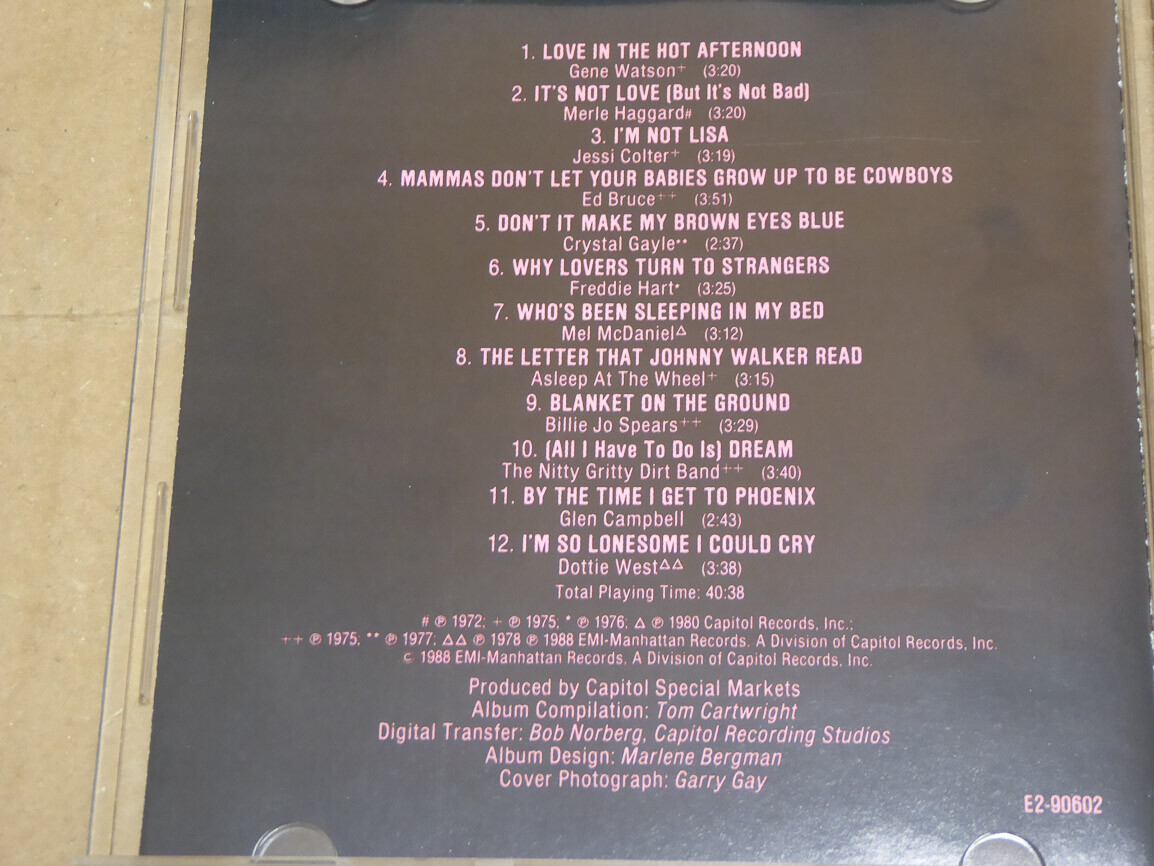 1. LOVE IN THE HOT AFTERNOON
Gene Watson+ (3:20)
2. IT'S NOT LOVE (But It's Not Bad)
Merle Haggard# (3:20)
3. I'M NOT LISA
Jessi Colter+ (3:19)
4. MAMMAS DON'T LET YOUR BABIES GROW UP TO BE COWBOYS
Ed Bruce++ (3:51)
5. DON'T IT MAKE MY BROWN EYES BLUE
Crystal Gayle** (2:37)
6. WHY LOVERS TURN TO STRANGERS
Freddie Hart* (3:25)
7. WHO'S BEEN SLEEPING IN MY BED
Mel McDaniel△ (3:12)
8. THE LETTER THAT JOHNNY WALKER READ
Asleep At The Wheel+ (3:15)
9. BLANKET ON THE GROUND
Billie Jo Spears++ (3:29)
10. (All I Have To Do Is) DREAM
The Nitty Gritty Dirt Band++ (3:40)
11. BY THE TIME I GET TO PHOENIX
Glen Campbell (2:43)
12. I'M SO LONESOME I COULD CRY
Dottie West△△ (3:38)
Total Playing Time: 40:38
# ℗ 1972; + ℗ 1975, * ℗ 1976; △ ℗ 1980 Capitol Records, Inc.;
++ ℗ 1975; ** ℗ 1977; △△ ℗ 1978 ℗ 1988 EMI-Manhattan Records. A Division of Capitol Records, Inc.
© 1988 EMI-Manhattan Records. A Division of Capitol Records, Inc.
Produced by Capitol Special Markets
Album Compilation: Tom Cartwright
Digital Transfer: Bob Norberg, Capitol Recording Studios
Album Design: Marlene Bergman
Cover Photograph: Garry Gay
E2-90602